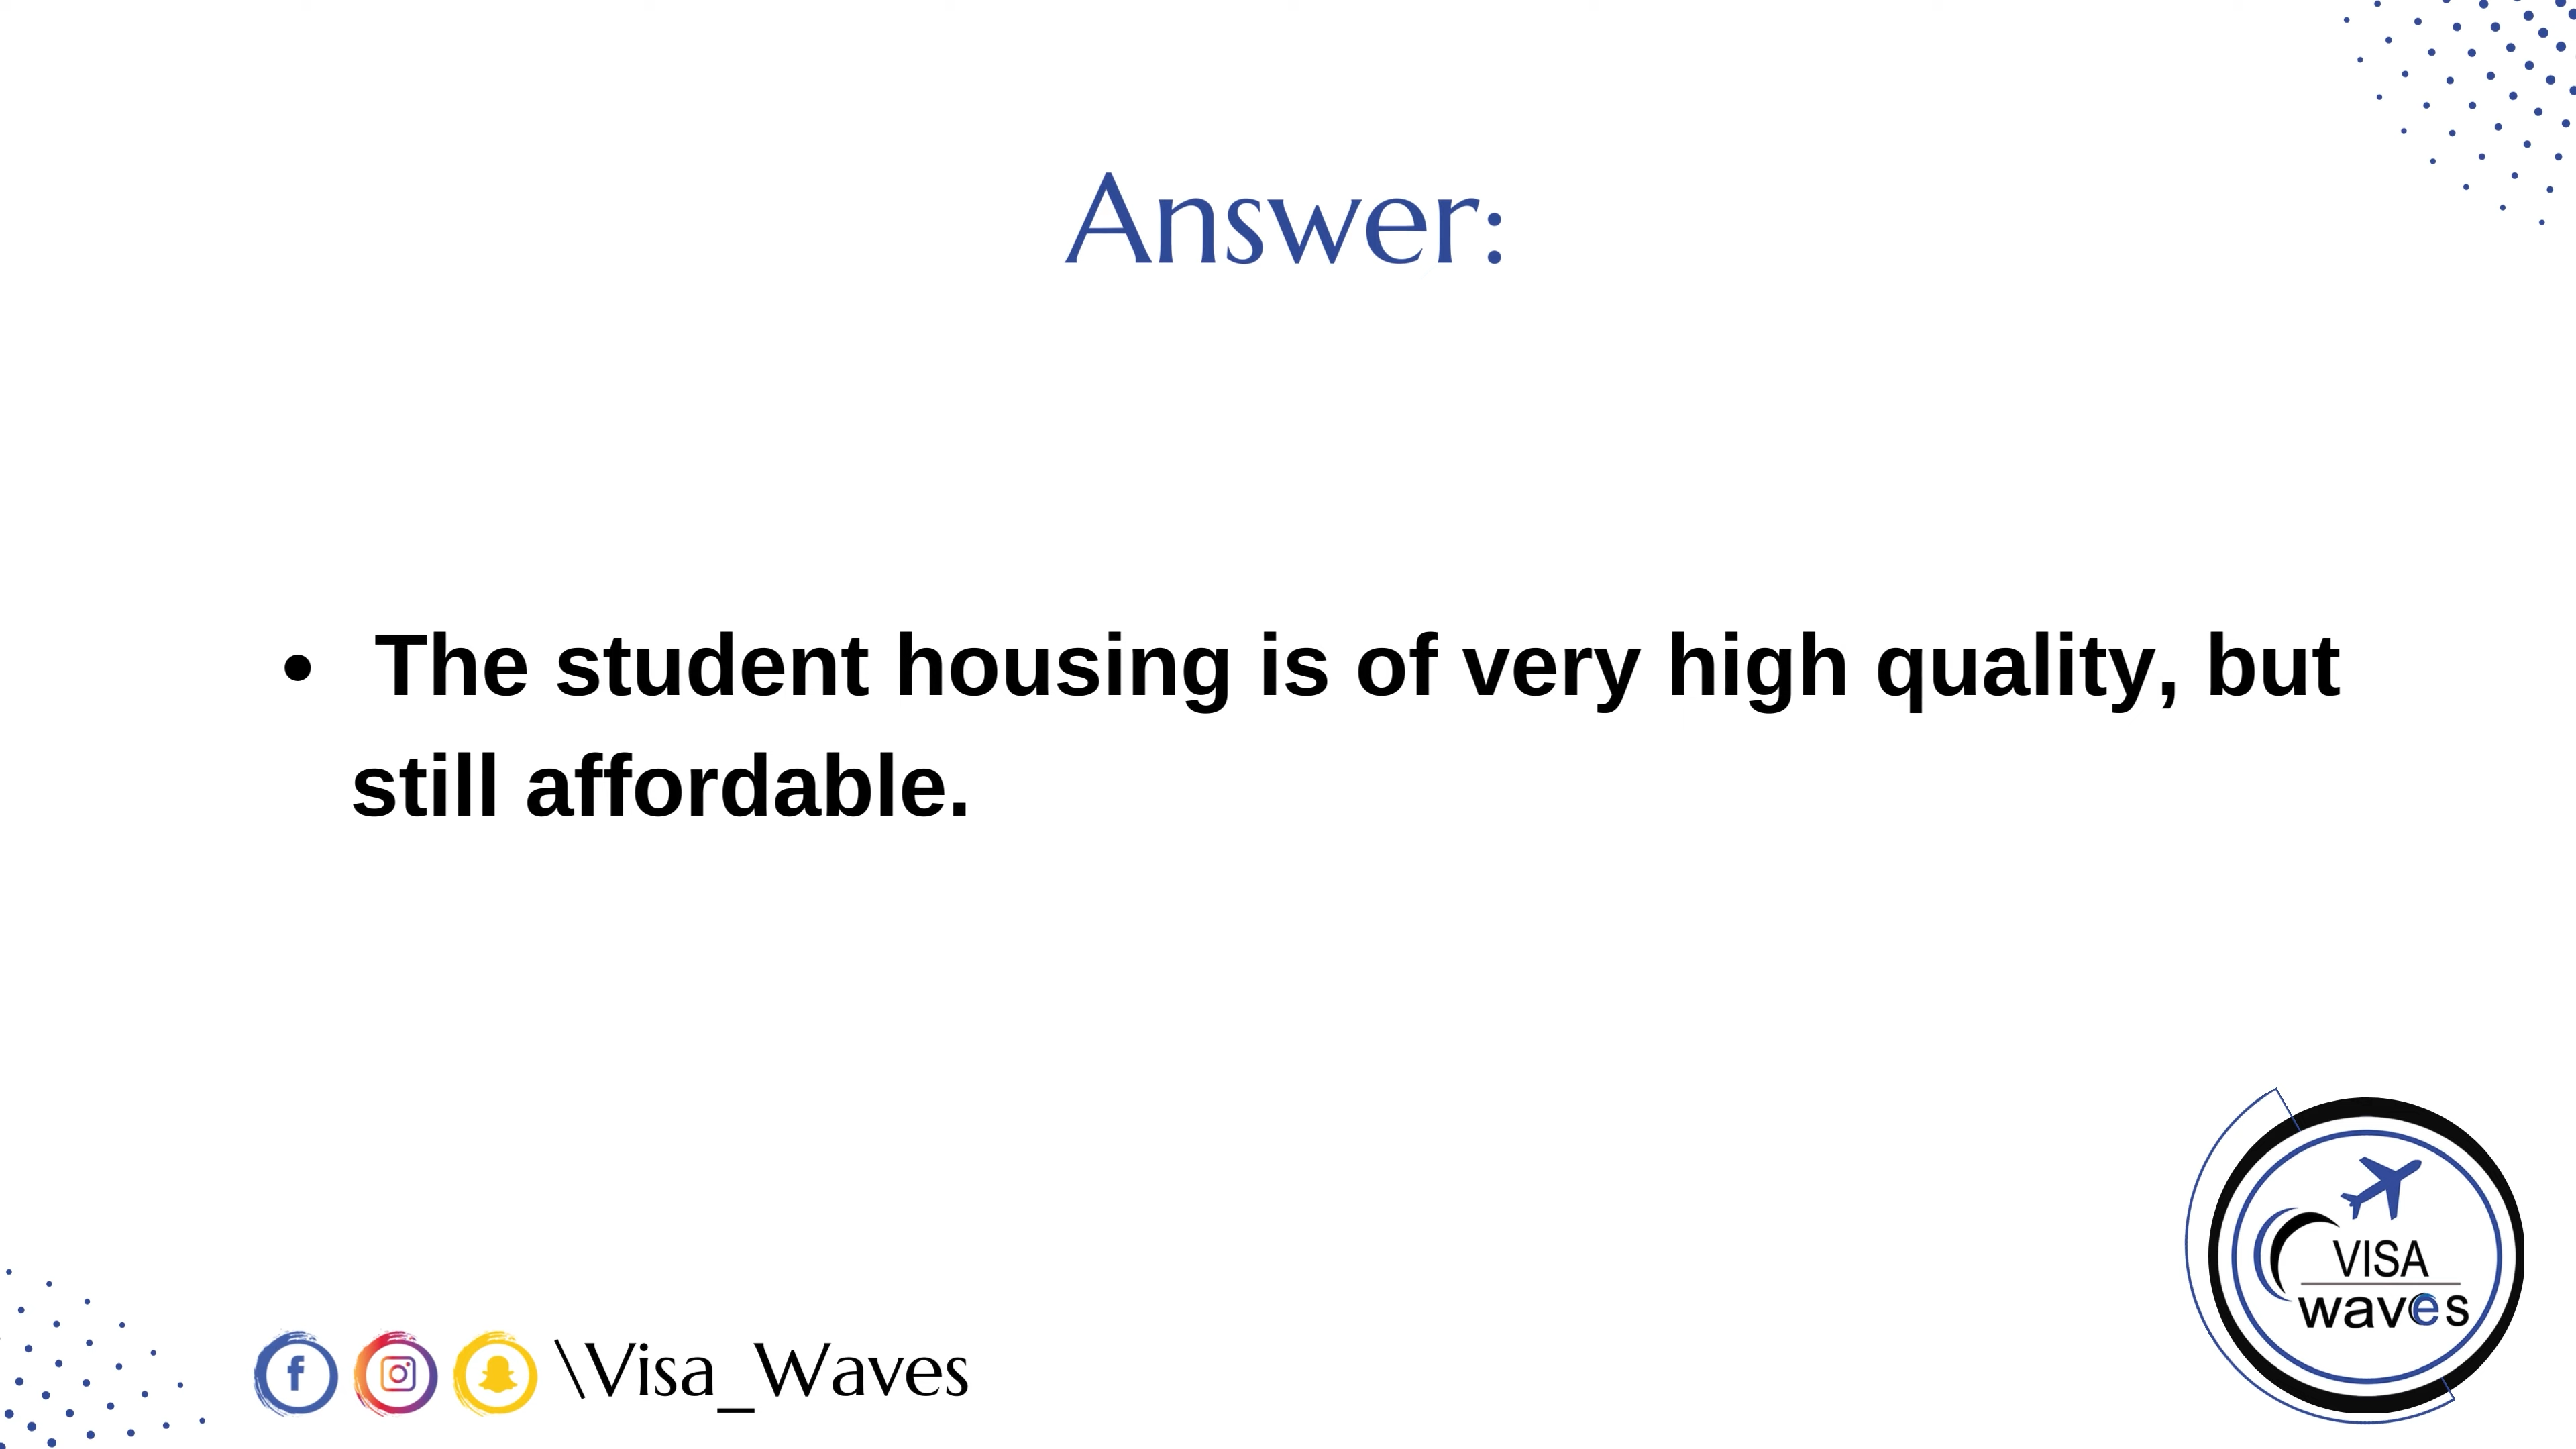 Answer:
• The student housing is of very high quality, but
still affordable.
VISA
waves
\Visa_Waves